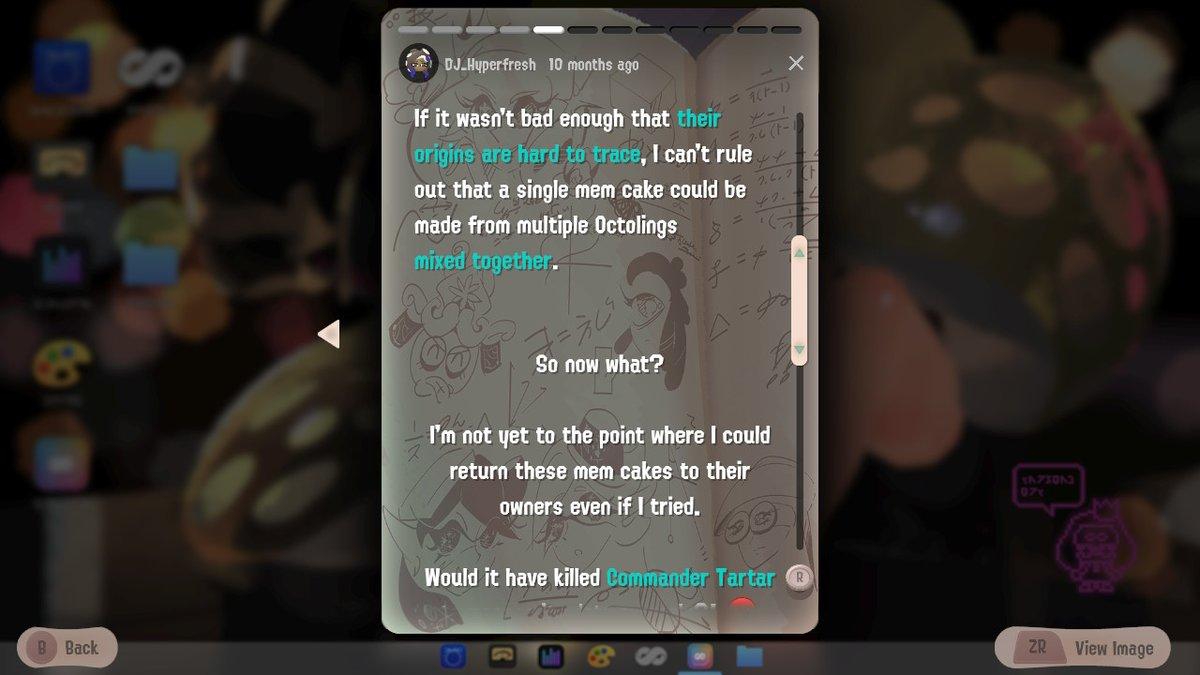 DJ_Hyperfresh 10 months ago
If it wasn't bad enough that their
origins are hard to trace, I can't rule
out that a single mem cake could be
made from multiple Octolings
mixed together.
So now what?
I'm not yet to the point where I could
return these mem cakes to their
owners even if I tried.
Would it have killed Commander Tartar
R
B Back
ZR View Image